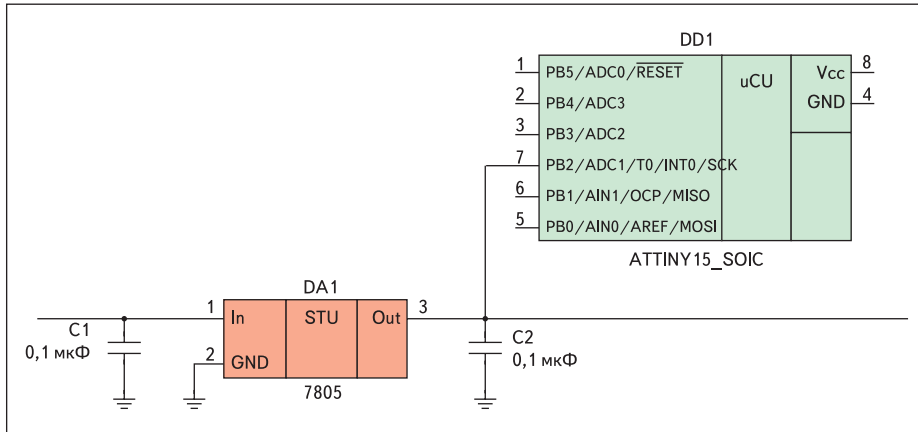 DD1
1 PB5/ADC0/RESET uCU Vcc 8
2 PB4/ADC3 GND 4
3 PB3/ADC2
7 PB2/ADC1/T0/INT0/SCK
6 PB1/AIN1/OCP/MISO
5 PB0/AIN0/AREF/MOSI
ATTINY15_SOIC
DA1
1 In STU Out 3
2 GND
7805
C1
0,1 мкФ
C2
0,1 мкФ